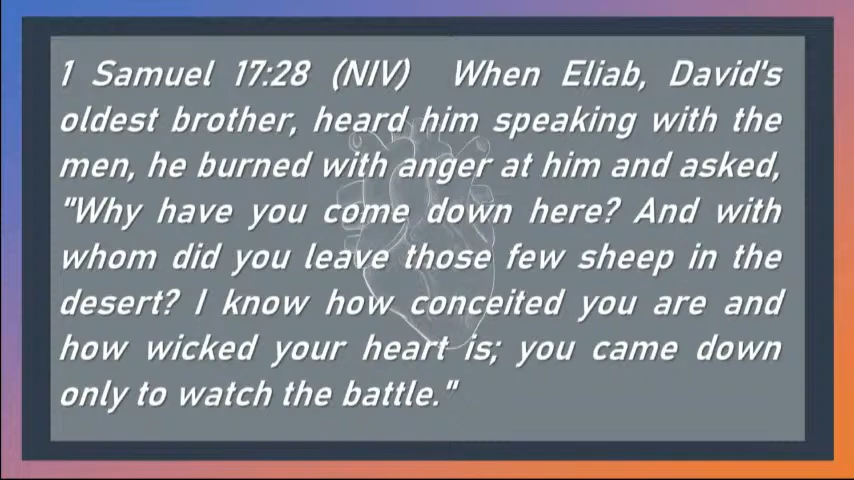 1 Samuel 17:28 (NIV) When Eliab, David's
oldest brother, heard him speaking with the
men, he burned with anger at him and asked,
"Why have you come down here? And with
whom did you leave those few sheep in the
desert? I know how conceited you are and
how wicked your heart is; you came down
only to watch the battle."